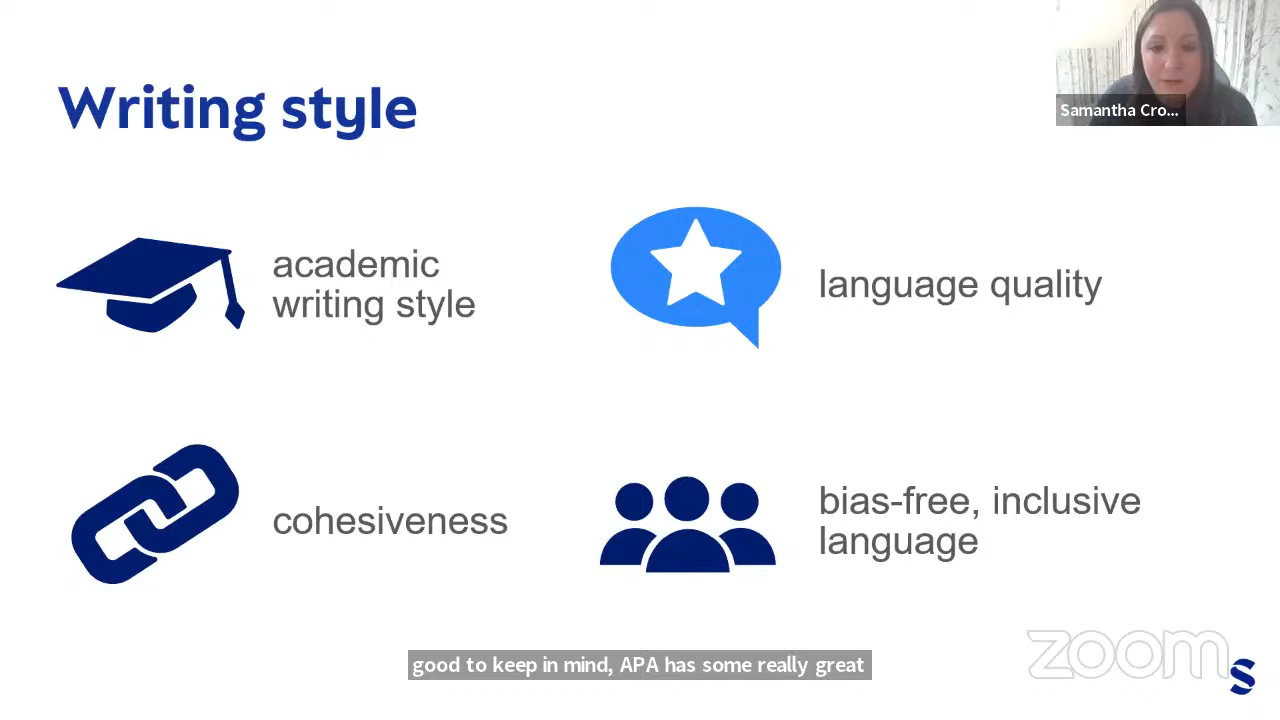 Writing style
Samantha Cro...
academic
writing style
language quality
cohesiveness
bias-free, inclusive
language
good to keep in mind, APA has some really great
zoom
S